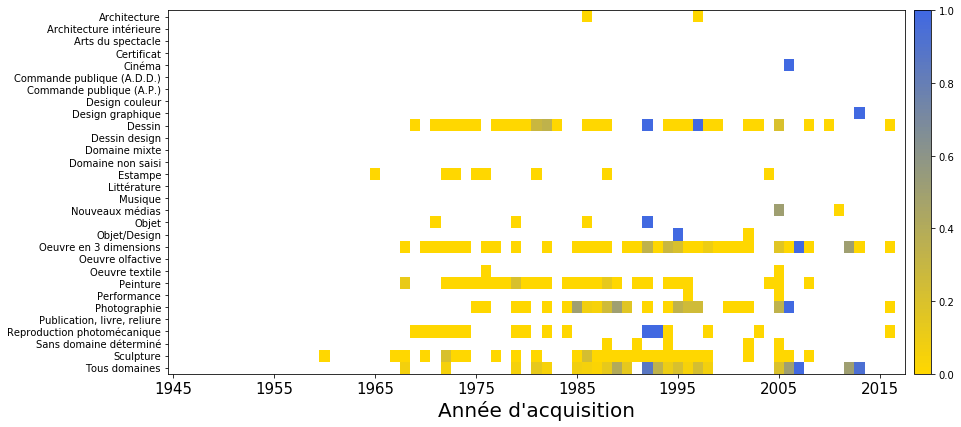 Architecture
Architecture intérieure
Arts du spectacle
Certificat
Cinéma
Commande publique (A.D.D.)
Commande publique (A.P.)
Design couleur
Design graphique
Dessin
Dessin design
Domaine mixte
Domaine non saisi
Estampe
Littérature
Musique
Nouveaux médias
Objet
Objet/Design
Oeuvre en 3 dimensions
Oeuvre olfactive
Oeuvre textile
Peinture
Performance
Photographie
Publication, livre, reliure
Reproduction photomécanique
Sans domaine déterminé
Sculpture
Tous domaines
1945 1955 1965 1975 1985 1995 2005 2015
Année d'acquisition
1.0
0.8
0.6
0.4
0.2
0.0